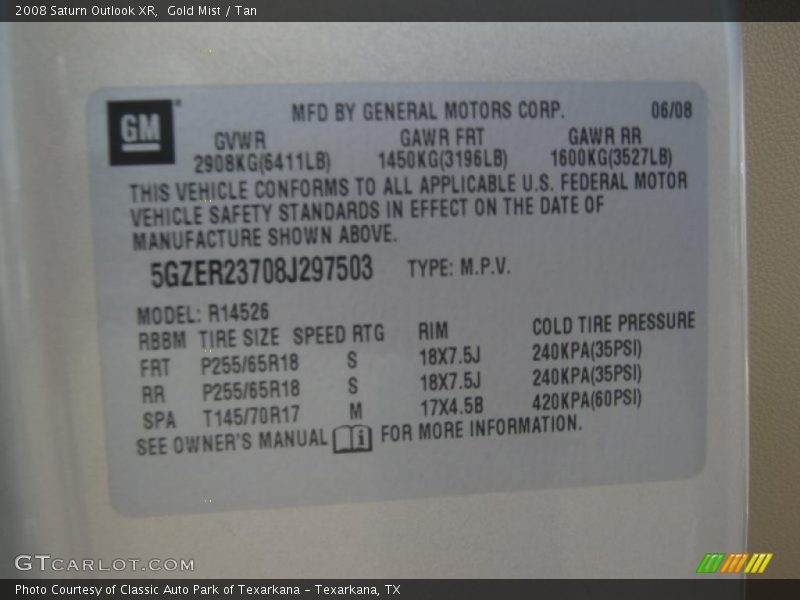 2008 Saturn Outlook XR,  Gold Mist / Tan
GM
MFD BY GENERAL MOTORS CORP. 06/08
GVWR GAWR FRT GAWR RR
2908KG(6411LB) 1450KG(3196LB) 1600KG(3527LB)
THIS VEHICLE CONFORMS TO ALL APPLICABLE U.S. FEDERAL MOTOR
VEHICLE SAFETY STANDARDS IN EFFECT ON THE DATE OF
MANUFACTURE SHOWN ABOVE.
5GZER23708J297503 TYPE: M.P.V.
MODEL: R14526
RBBM TIRE SIZE SPEED RTG RIM COLD TIRE PRESSURE
FRT P255/65R18 S 18X7.5J 240KPA(35PSI)
RR P255/65R18 S 18X7.5J 240KPA(35PSI)
SPA T145/70R17 M 17X4.5B 420KPA(60PSI)
SEE OWNER'S MANUAL i FOR MORE INFORMATION.
GTCARLOT.COM
Photo Courtesy of Classic Auto Park of Texarkana – Texarkana, TX